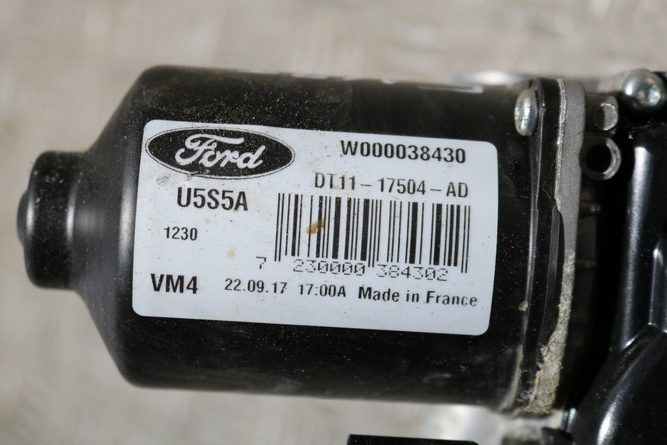 Ford
W000038430
DT11-17504-AD
U5S5A
1230
7 230000 384302
VM4 22.09.17 17:00A Made in France